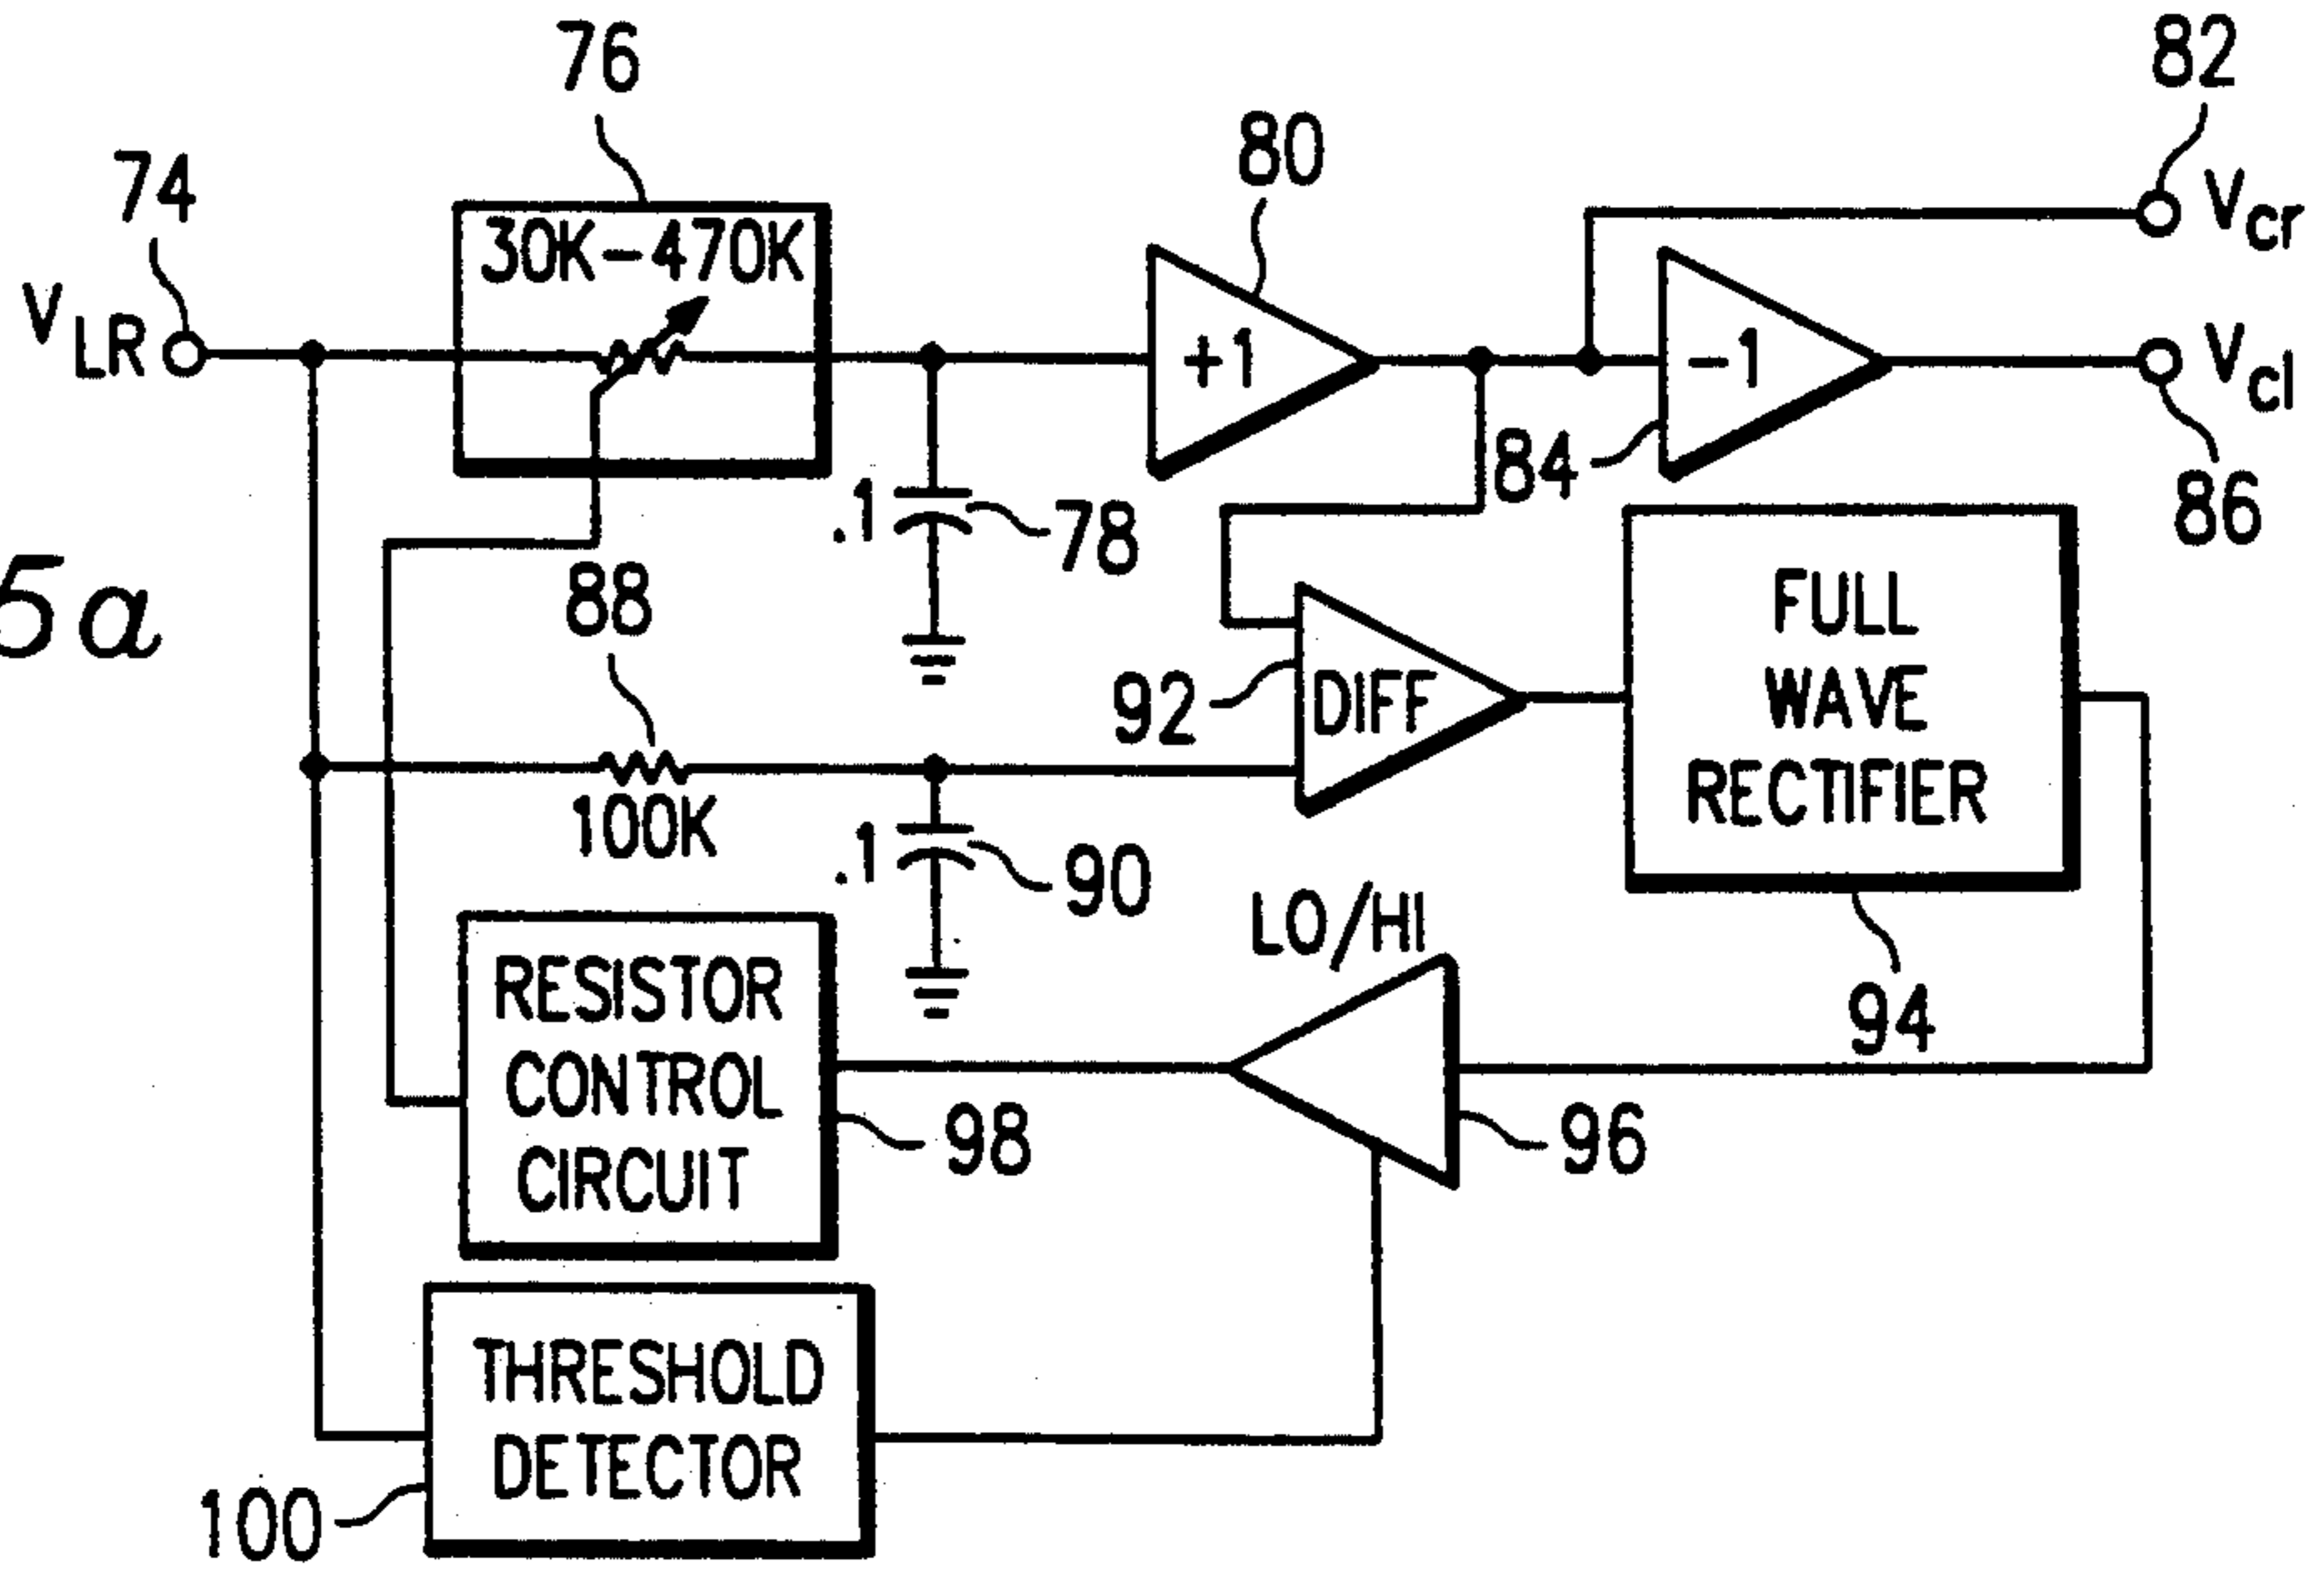 76
82
80
74
30K-470K
Vcr
VLR
+1
-1
Vcl
84
.1
78
86
5a
88
FULL
WAVE
RECTIFIER
92
DIFF
100K
.1
90
LO/HI
RESISTOR
CONTROL
CIRCUIT
94
98
96
THRESHOLD
DETECTOR
100